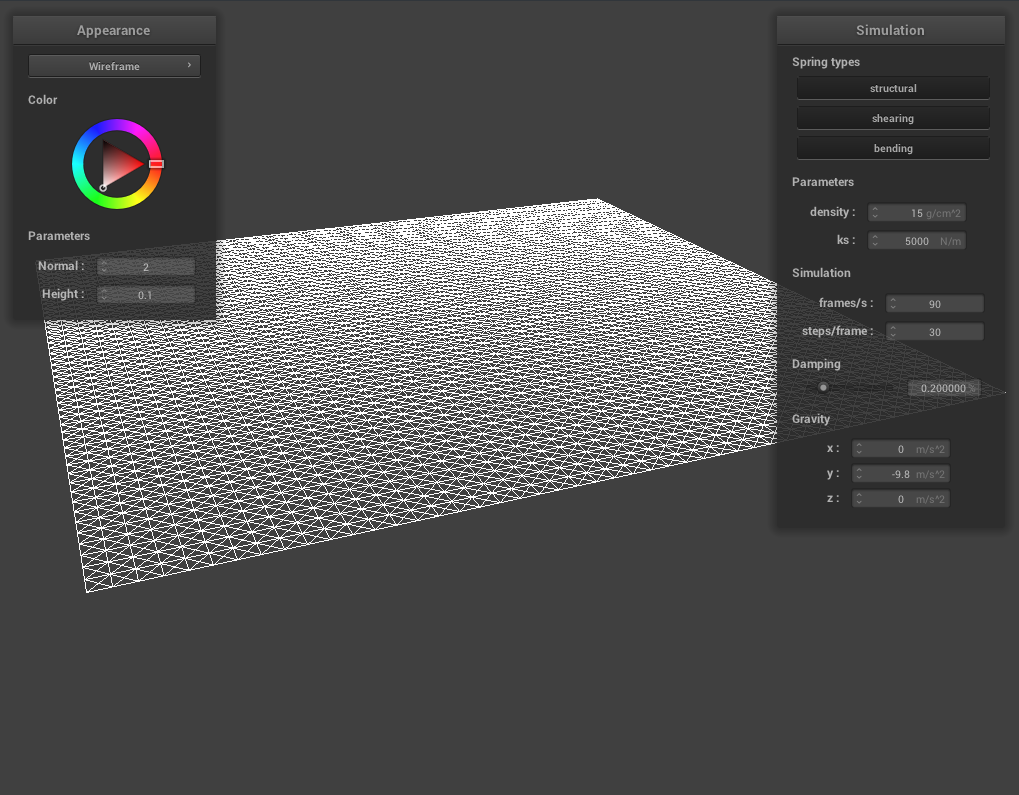 Appearance
Wireframe
Color
Parameters
Normal : 2
Height : 0.1
Simulation
Spring types
structural
shearing
bending
Parameters
density : 15 g/cm^2
ks : 5000 N/m
Simulation
frames/s : 90
steps/frame : 30
Damping
0.200000 %
Gravity
x : 0 m/s^2
y : -9.8 m/s^2
z : 0 m/s^2